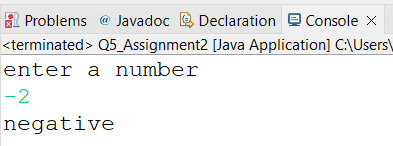 Problems @ Javadoc Declaration Console
<terminated> Q5_Assignment2 [Java Application] C:\Users\
enter a number
-2
negative